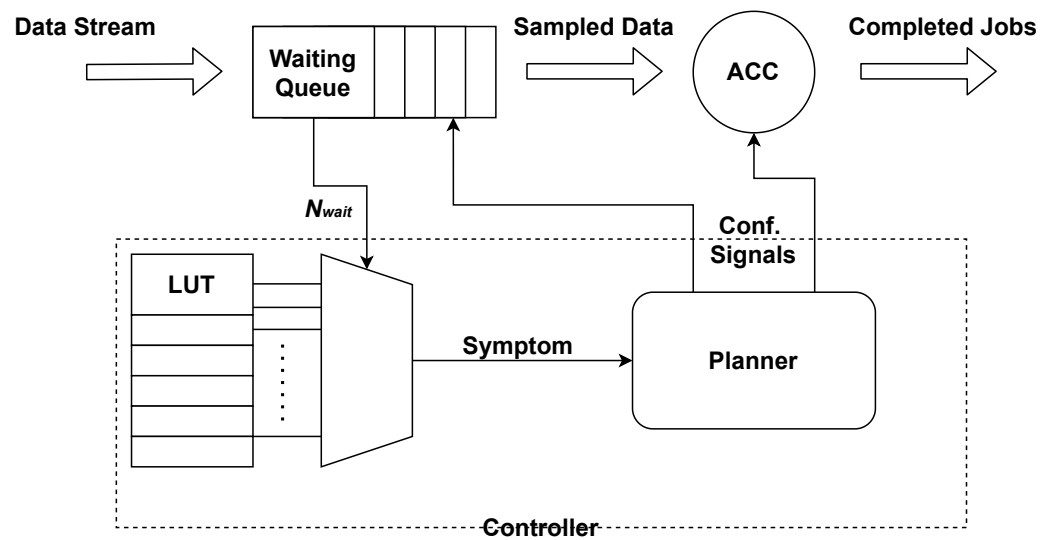 Data Stream
Sampled Data
Completed Jobs
Waiting
Queue
ACC
Nwait
Conf.
Signals
LUT
Symptom
Planner
Controller